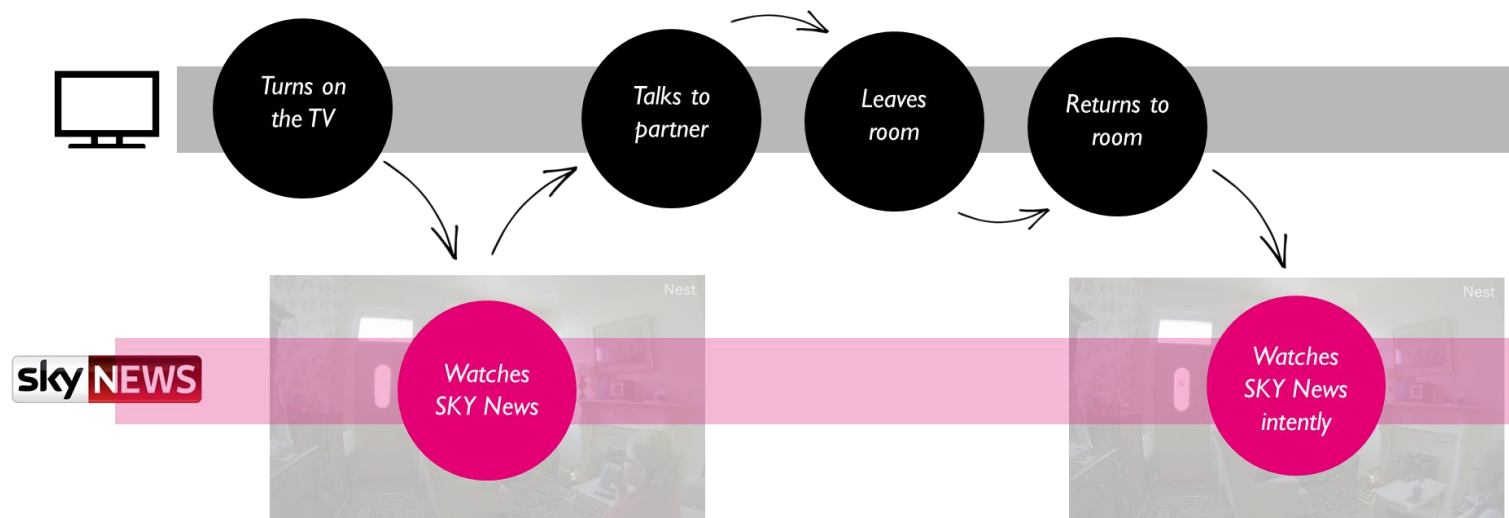 Turns on
the TV
Talks to
partner
Leaves
room
Returns to
room
Nest
Nest
sky NEWS
Watches
SKY News
Watches
SKY News
intently